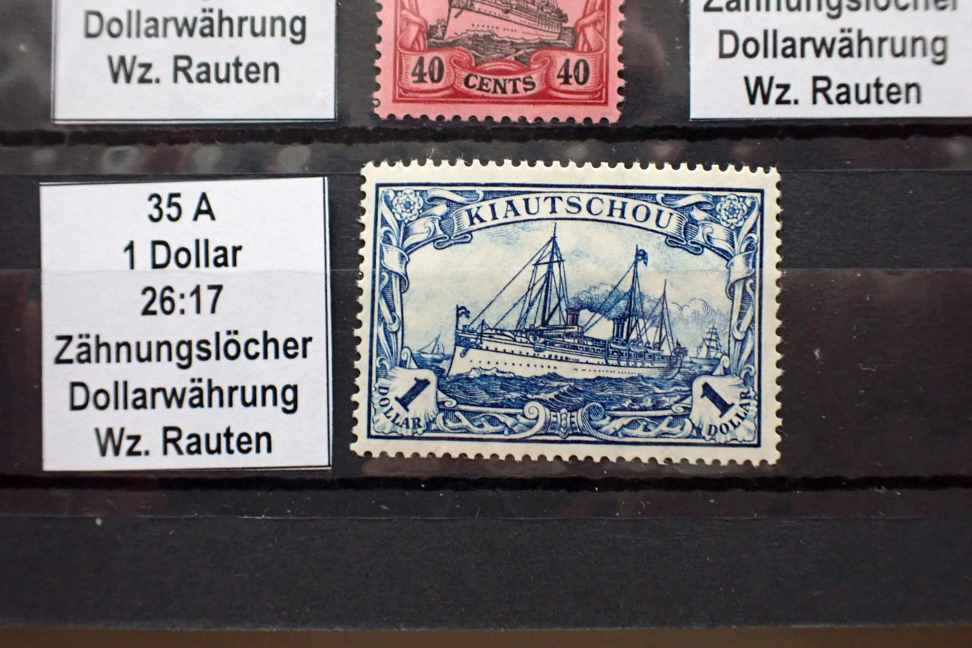 Dollarwährung
Wz. Rauten
40 CENTS 40
Zähnungslöcher
Dollarwährung
Wz. Rauten
35 A
1 Dollar
26:17
Zähnungslöcher
Dollarwährung
Wz. Rauten
KIAUTSCHOU
1 DOLLAR
1 DOLLAR